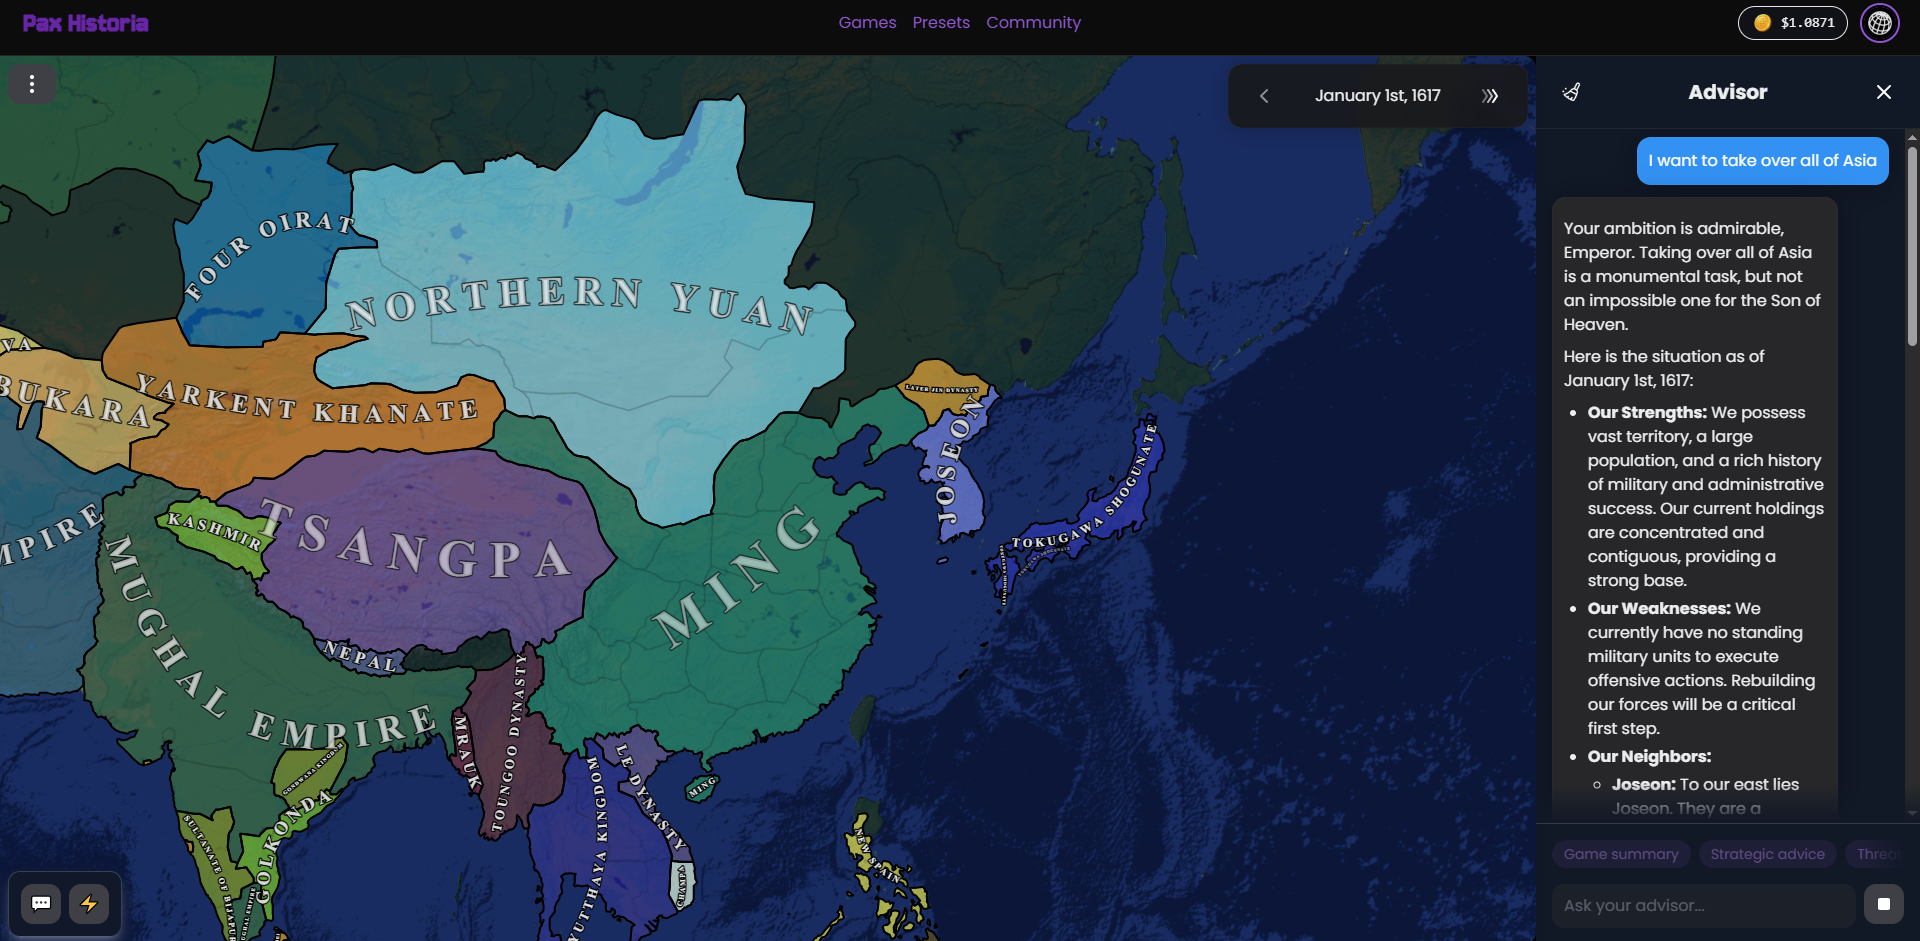 Pax Historia
Games
Presets
Community
$1.0871
January 1st, 1617
FOUR OIRAT
NORTHERN YUAN
VA
BUKARA
YARKENT KHANATE
LATER JIN DYNASTY
JOSEON
TOKUGAWA SHOGUNATE
MPIRE
KASHMIR
TSANGPA
MING
MUGHAL EMPIRE
NEPAL
MRAUK
TOUNGOO DYNASTY
GONDWANA KINGDOM
GOLKONDA
SULTANATE OF BIJAPUR
YUTTHAYA KINGDOM
LE DYNASTY
MING
CHAMPA
NEW SPAIN
Advisor
I want to take over all of Asia
Your ambition is admirable,
Emperor. Taking over all of Asia
is a monumental task, but not
an impossible one for the Son of
Heaven.
Here is the situation as of
January 1st, 1617:
• Our Strengths: We possess
vast territory, a large
population, and a rich history
of military and administrative
success. Our current holdings
are concentrated and
contiguous, providing a
strong base.
• Our Weaknesses: We
currently have no standing
military units to execute
offensive actions. Rebuilding
our forces will be a critical
first step.
• Our Neighbors:
◦ Joseon: To our east lies
Joseon. They are a
Game summary
Strategic advice
Threa
Ask your advisor...